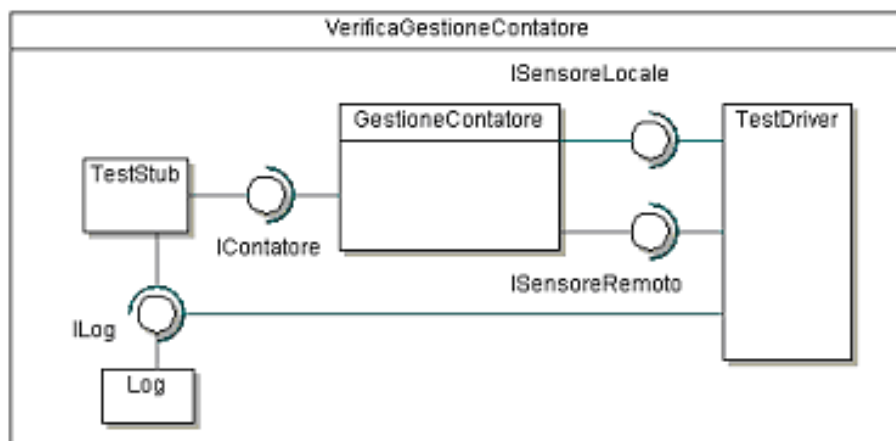 VerificaGestioneContatore
ISensoreLocale
GestioneContatore
TestDriver
TestStub
IContatore
ISensoreRemoto
ILog
Log